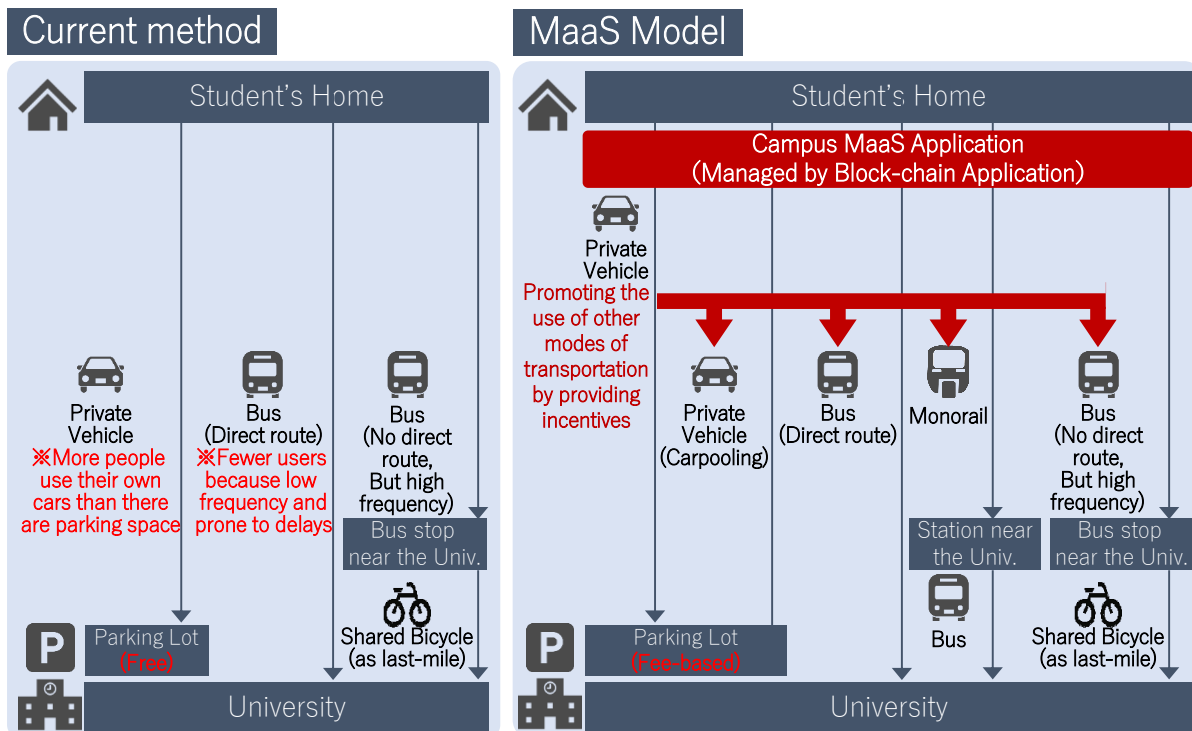 Current method
Student's Home
Private
Vehicle
※More people
use their own
cars than there
are parking space
Bus
(Direct route)
※Fewer users
because low
frequency and
prone to delays
Bus
(No direct
route,
But high
frequency)
Bus stop
near the Univ.
Shared Bicycle
(as last-mile)
P
Parking Lot
(Free)
University
MaaS Model
Student's Home
Campus MaaS Application
(Managed by Block-chain Application)
Private
Vehicle
Promoting the
use of other
modes of
transportation
by providing
incentives
Private
Vehicle
(Carpooling)
Bus
(Direct route)
Monorail
Station near
the Univ.
Bus
Bus
(No direct
route,
But high
frequency)
Bus stop
near the Univ.
Shared Bicycle
(as last-mile)
P
Parking Lot
(Fee-based)
University